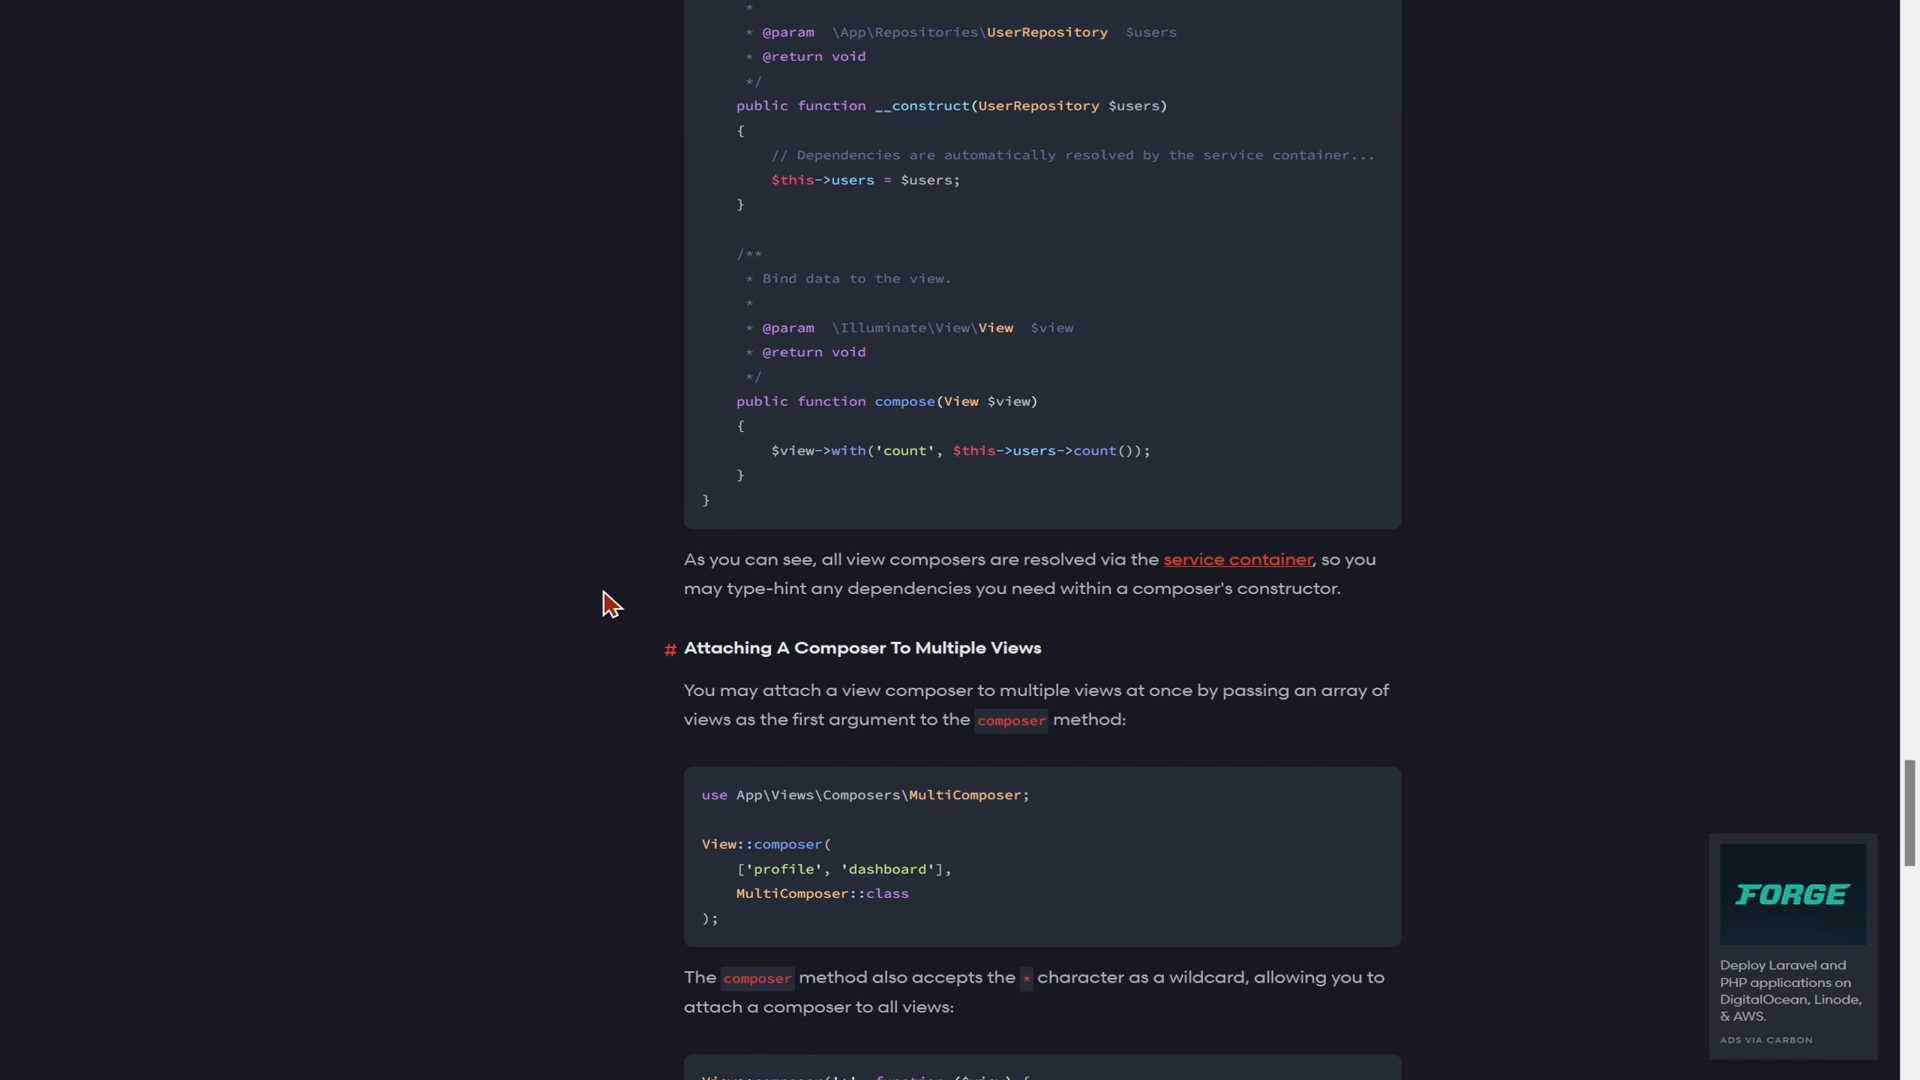 *
* @param  \App\Repositories\UserRepository  $users
* @return void
*/
public function __construct(UserRepository $users)
{
// Dependencies are automatically resolved by the service container...
$this->users = $users;
}
/**
* Bind data to the view.
*
* @param  \Illuminate\View\View  $view
* @return void
*/
public function compose(View $view)
{
$view->with('count', $this->users->count());
}
}
As you can see, all view composers are resolved via the service container, so you
may type-hint any dependencies you need within a composer's constructor.
# Attaching A Composer To Multiple Views
You may attach a view composer to multiple views at once by passing an array of
views as the first argument to the composer method:
use App\Views\Composers\MultiComposer;
View::composer(
['profile', 'dashboard'],
MultiComposer::class
);
The composer method also accepts the * character as a wildcard, allowing you to
attach a composer to all views:
View::composer('*', function ($view) {
FORGE
Deploy Laravel and
PHP applications on
DigitalOcean, Linode,
& AWS.
ADS VIA CARBON